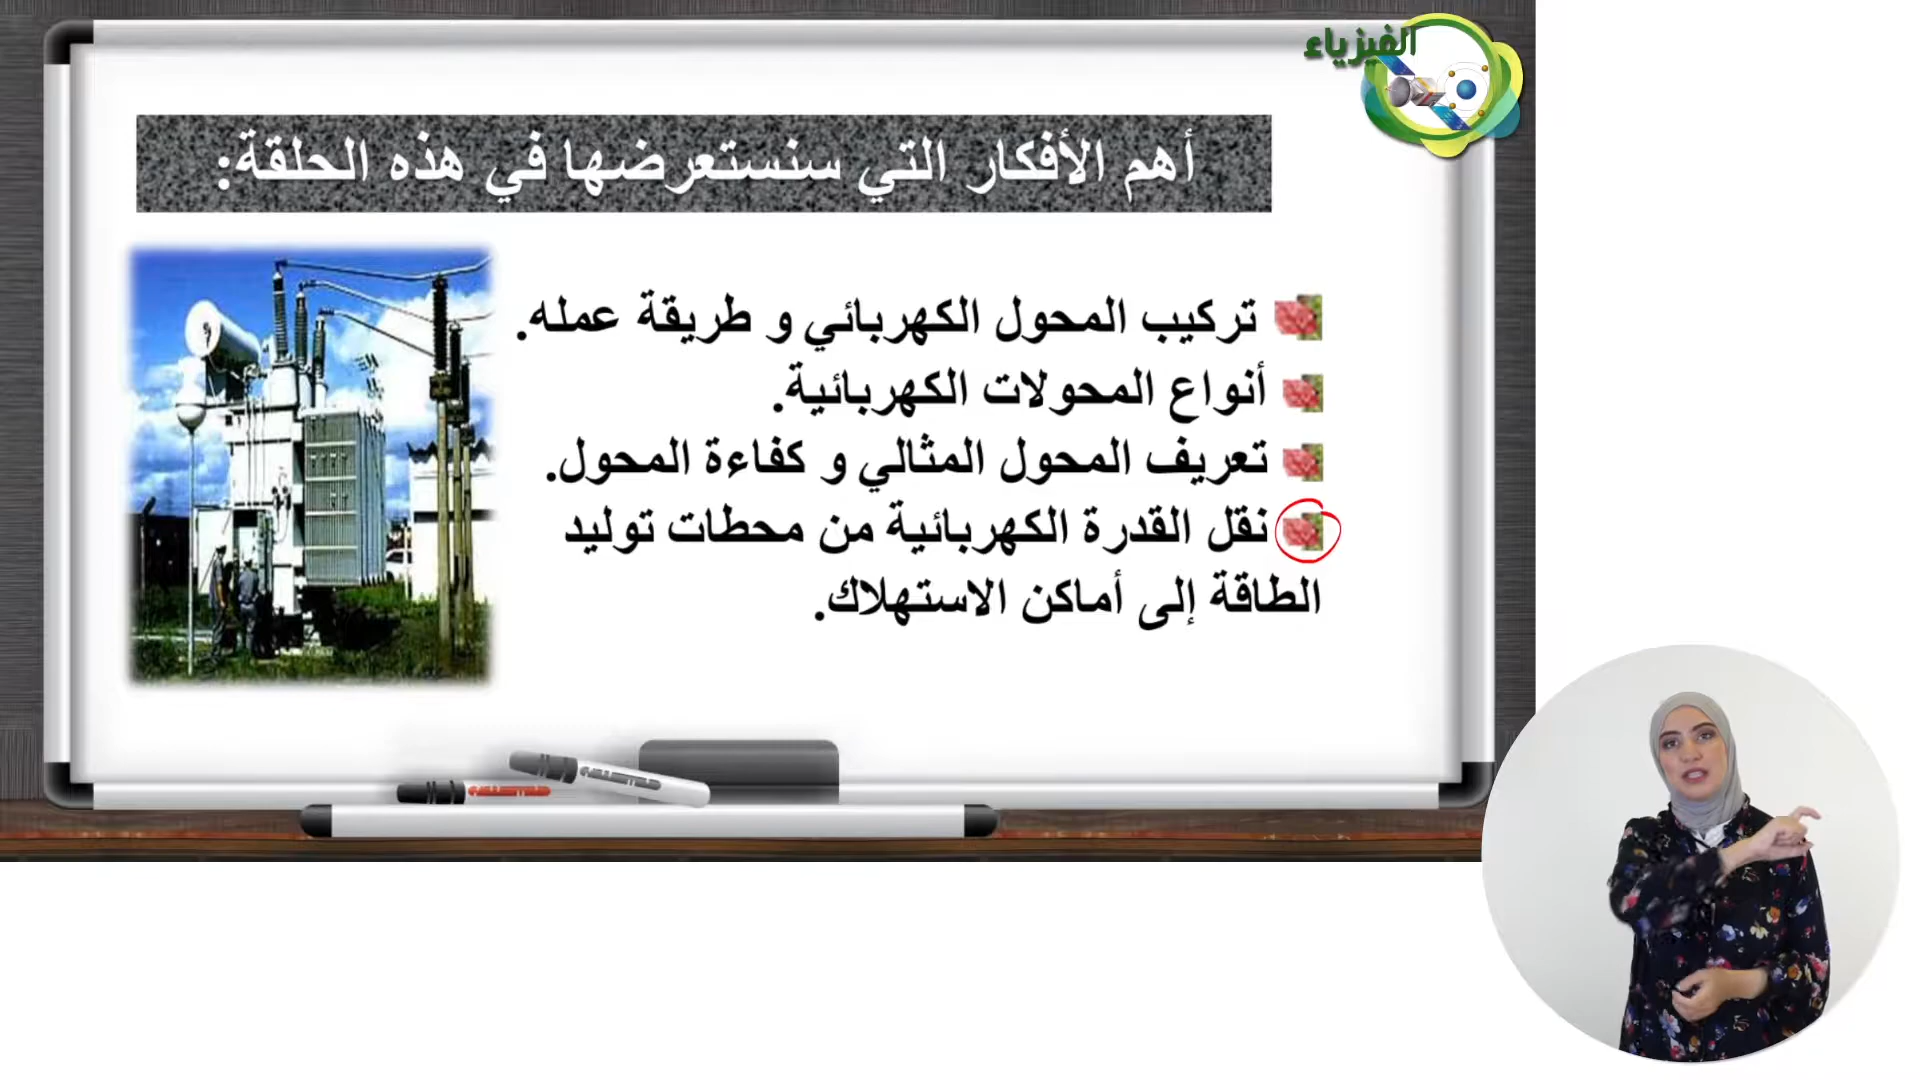 الفيزياء
أهم الأفكار التي سنستعرضها في هذه الحلقة:
تركيب المحول الكهربائي و طريقة عمله.
أنواع المحولات الكهربائية.
تعريف المحول المثالي و كفاءة المحول.
نقل القدرة الكهربائية من محطات توليد
الطاقة إلى أماكن الاستهلاك.